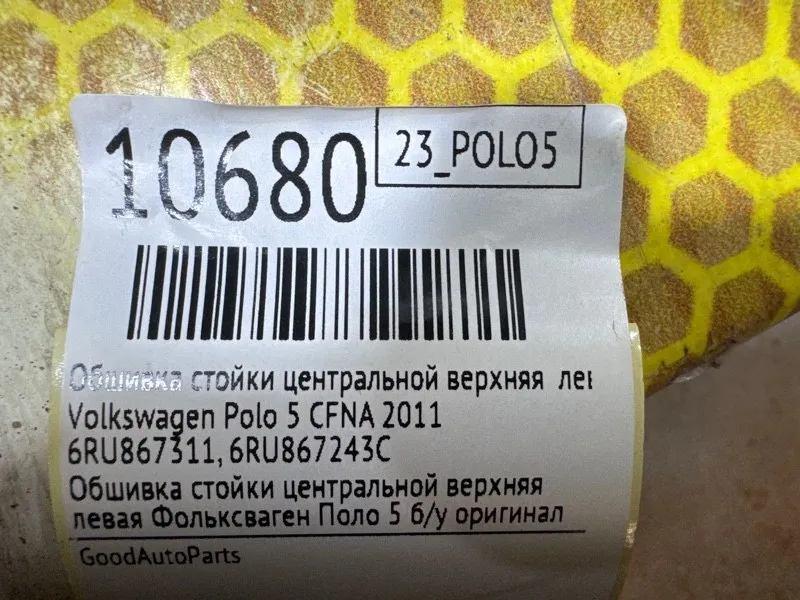 10680
23_POLO5
Обшивка стойки центральной верхняя лег
Volkswagen Polo 5 CFNA 2011
6RU867311, 6RU867243C
Обшивка стойки центральной верхняя
левая Фольксваген Поло 5 б/у оригинал
GoodAutoParts